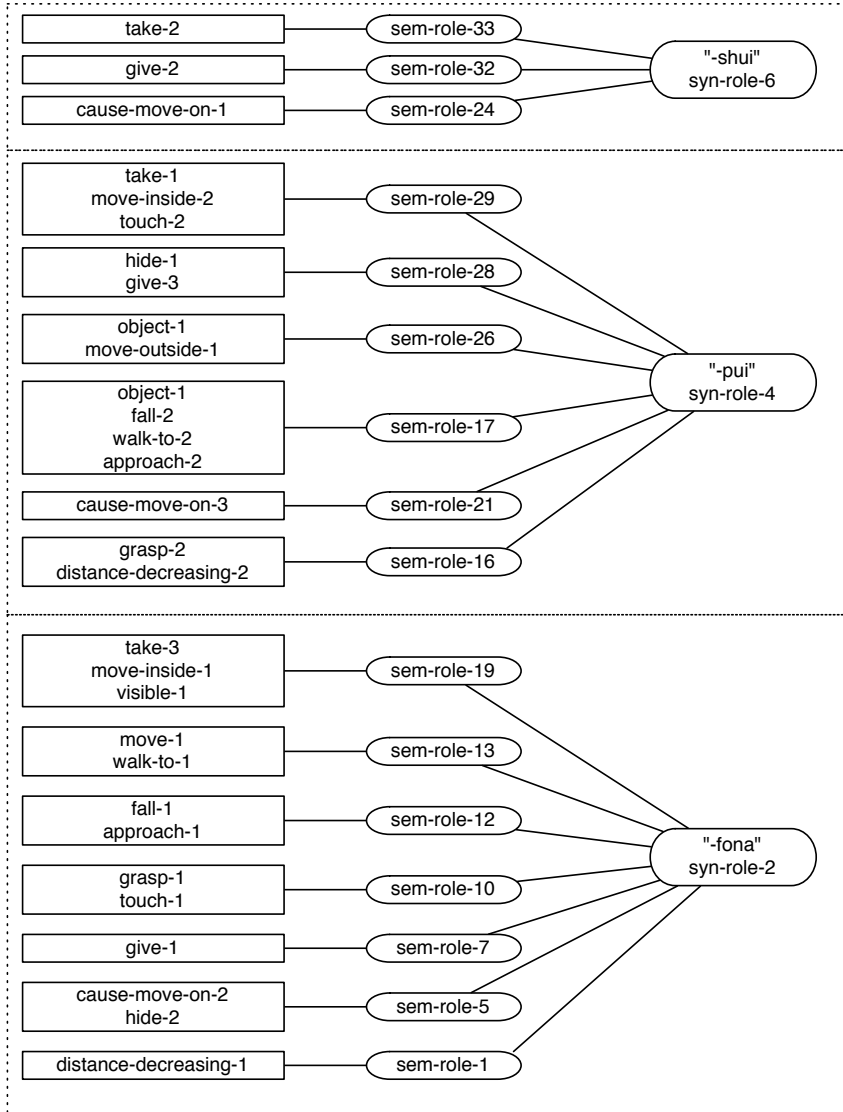 take-2
sem-role-33
give-2
sem-role-32
cause-move-on-1
sem-role-24
"-shui"
syn-role-6
take-1
move-inside-2
touch-2
sem-role-29
hide-1
give-3
sem-role-28
object-1
move-outside-1
sem-role-26
object-1
fall-2
walk-to-2
approach-2
sem-role-17
cause-move-on-3
sem-role-21
grasp-2
distance-decreasing-2
sem-role-16
"-pui"
syn-role-4
take-3
move-inside-1
visible-1
sem-role-19
move-1
walk-to-1
sem-role-13
fall-1
approach-1
sem-role-12
grasp-1
touch-1
sem-role-10
give-1
sem-role-7
cause-move-on-2
hide-2
sem-role-5
distance-decreasing-1
sem-role-1
"-fona"
syn-role-2